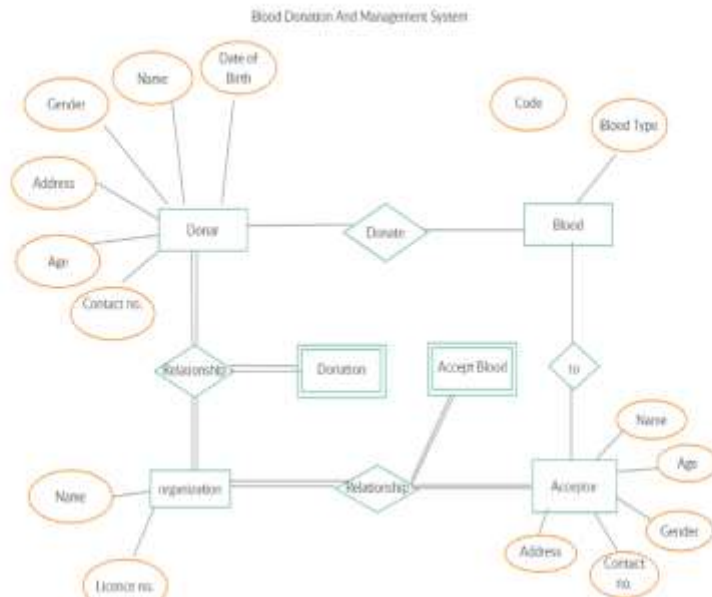 Blood Donation And Management System
Date of
Birth
Name
Gender
Code
Blood Type
Address
Donar
Donate
Blood
Age
Contact no.
Relationship
Donation
Accept Blood
to
Name
Age
Name
organization
Relationship
Acceptor
Gender
Address
Contact
no.
Licence no.